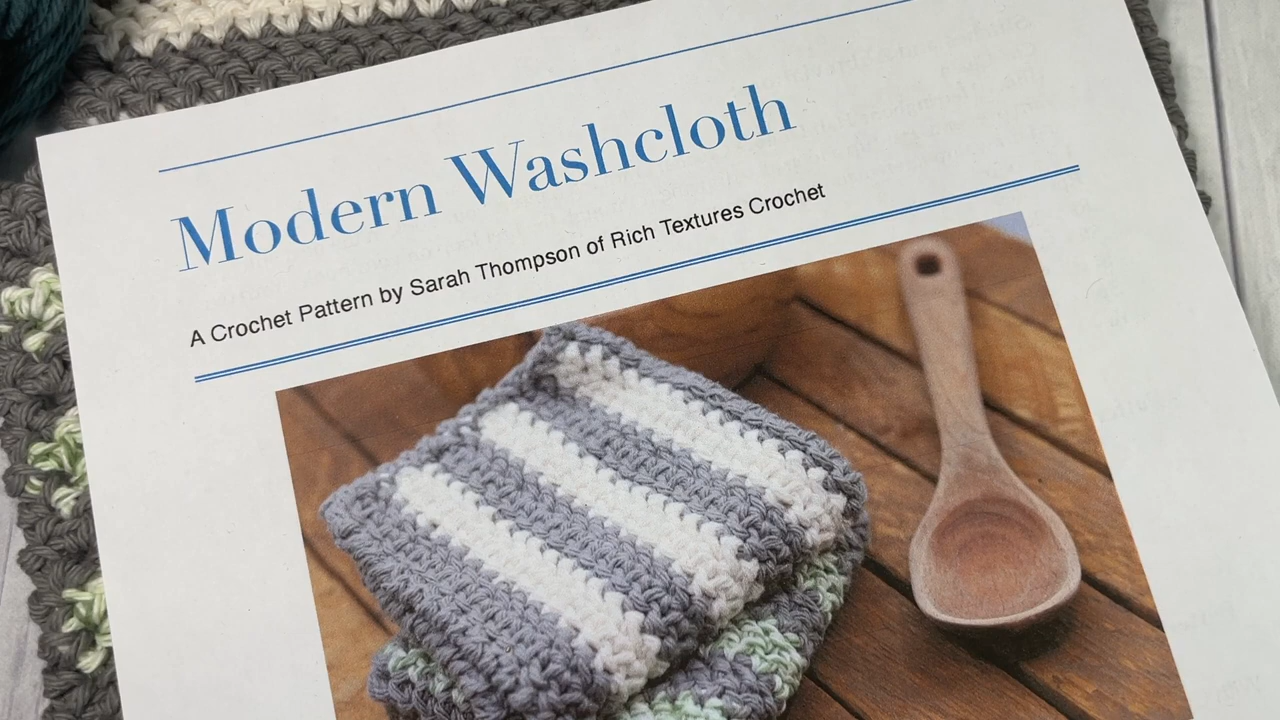 Modern Washcloth
A Crochet Pattern by Sarah Thompson of Rich Textures Crochet